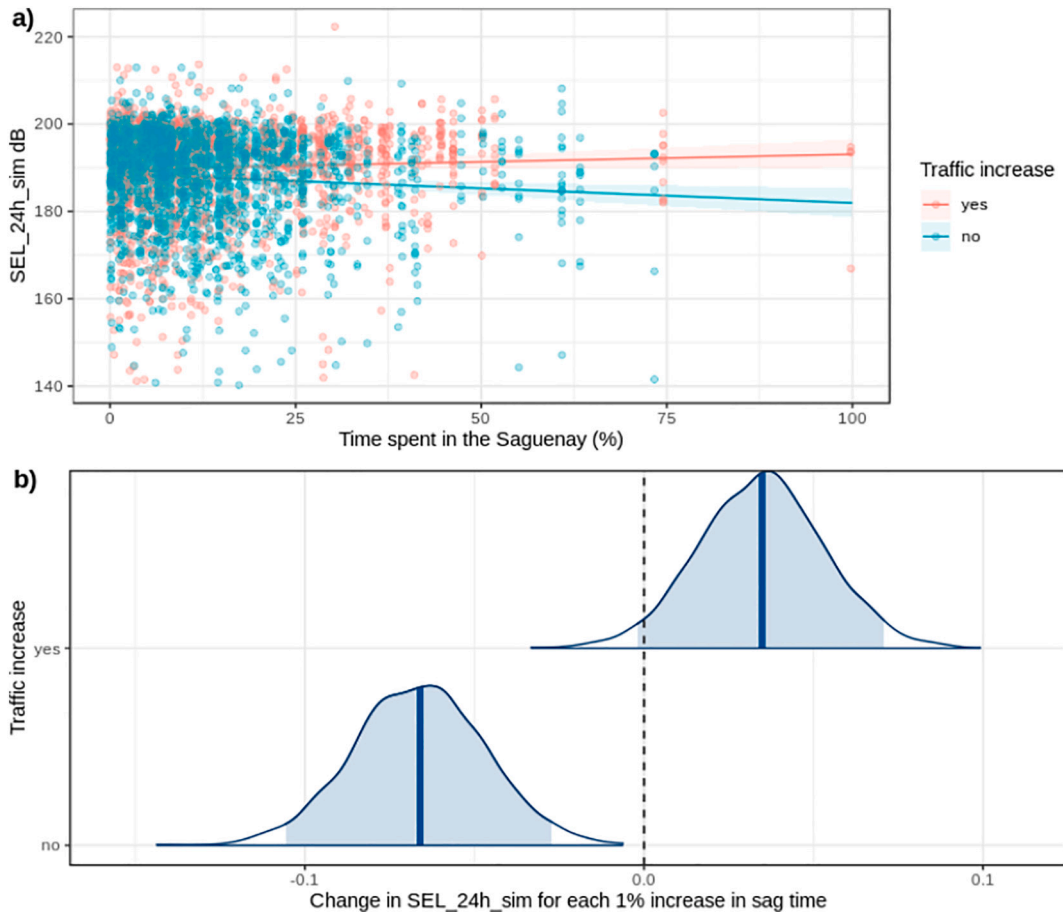 a)
220
200
180
160
140
SEL_24h_sim dB
0
25
50
75
100
Time spent in the Saguenay (%)
Traffic increase
yes
no
b)
Traffic increase
yes
no
-0.1
0.0
0.1
Change in SEL_24h_sim for each 1% increase in sag time